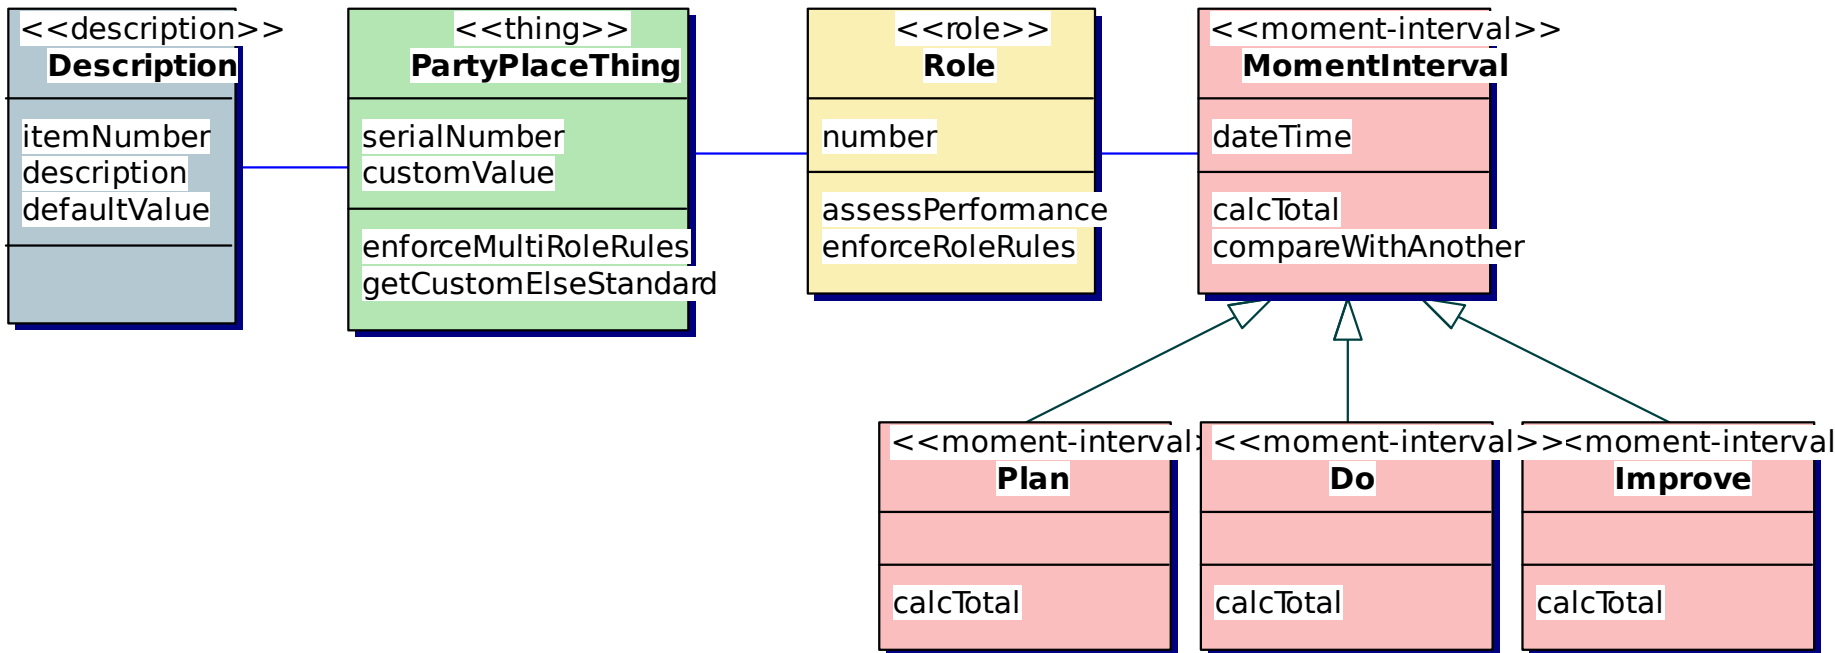 <<description>>
Description
itemNumber
description
defaultValue
<<thing>>
PartyPlaceThing
serialNumber
customValue
enforceMultiRoleRules
getCustomElseStandard
<<role>>
Role
number
assessPerformance
enforceRoleRules
<<moment-interval>>
MomentInterval
dateTime
calcTotal
compareWithAnother
<<moment-interval>
Plan
calcTotal
<<moment-interval>>
Do
calcTotal
<moment-interval
Improve
calcTotal